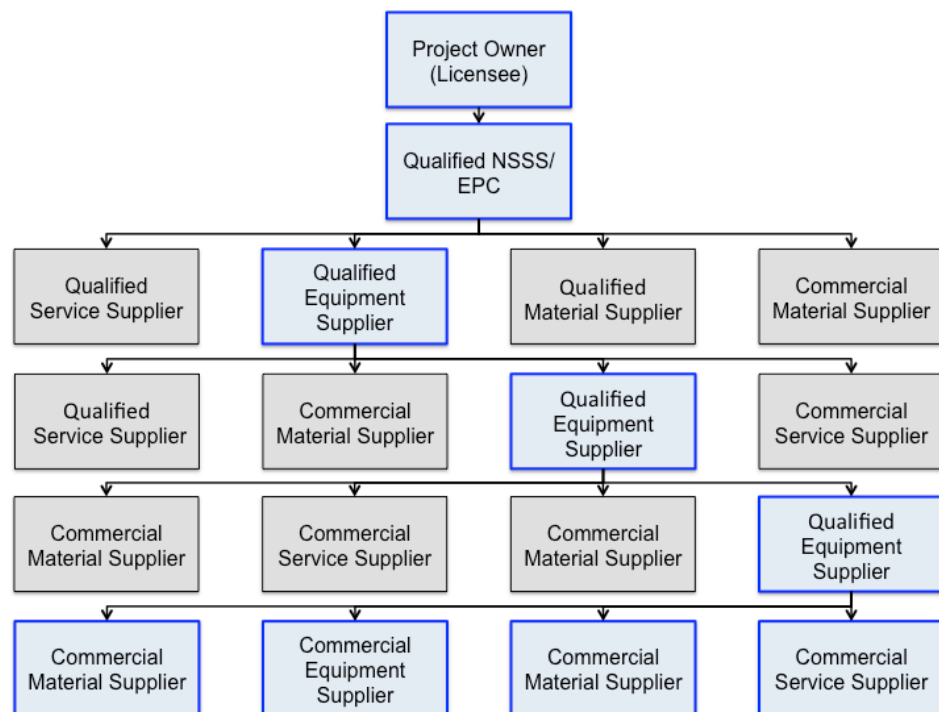 Project Owner
(Licensee)
Qualified NSSS/
EPC
Qualified
Service Supplier
Qualified
Equipment
Supplier
Qualified
Material Supplier
Commercial
Material Supplier
Qualified
Service Supplier
Commercial
Material Supplier
Qualified
Equipment
Supplier
Commercial
Service Supplier
Commercial
Material Supplier
Commercial
Service Supplier
Commercial
Material Supplier
Qualified
Equipment
Supplier
Commercial
Material Supplier
Commercial
Equipment
Supplier
Commercial
Material Supplier
Commercial
Service Supplier